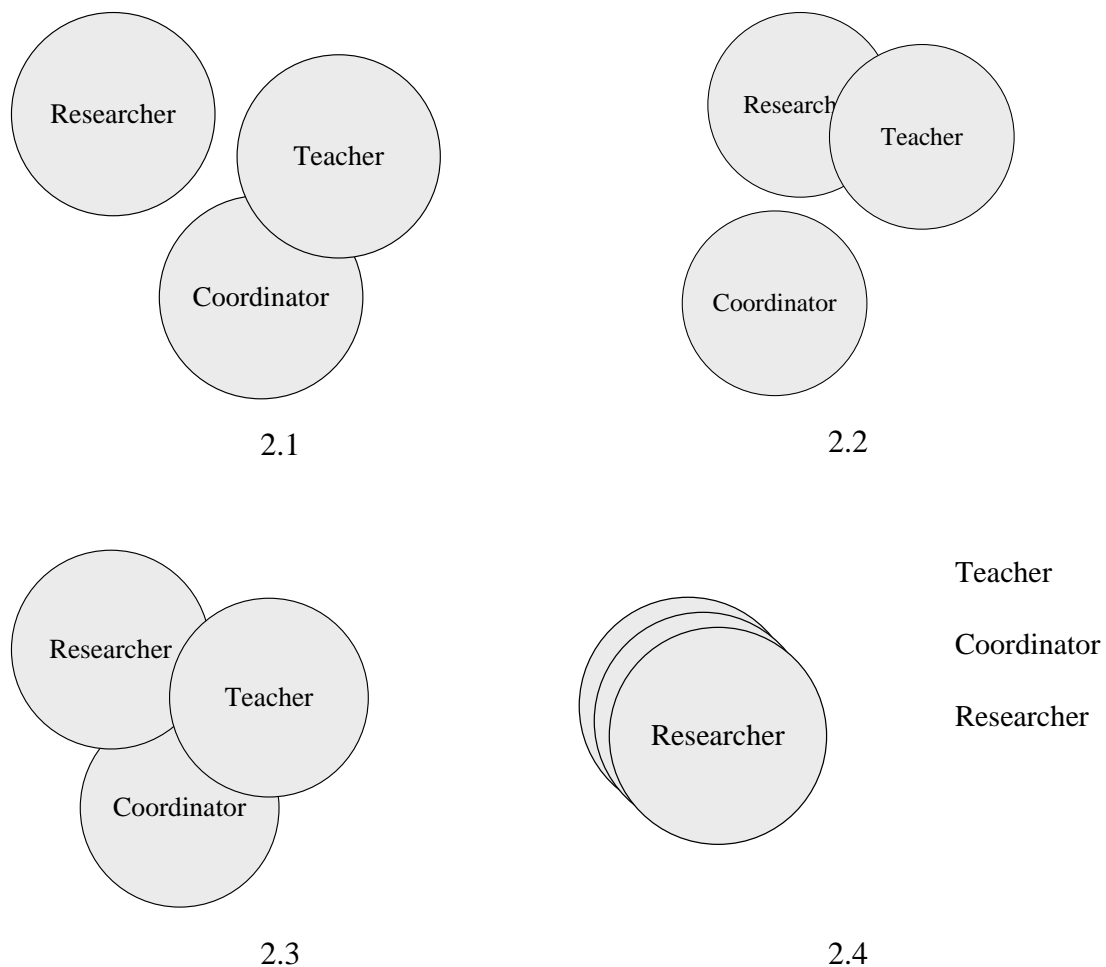 Researcher
Teacher
Coordinator
2.1
Research
Teacher
Coordinator
2.2
Researcher
Teacher
Coordinator
2.3
Researcher
Teacher
Coordinator
Researcher
2.4